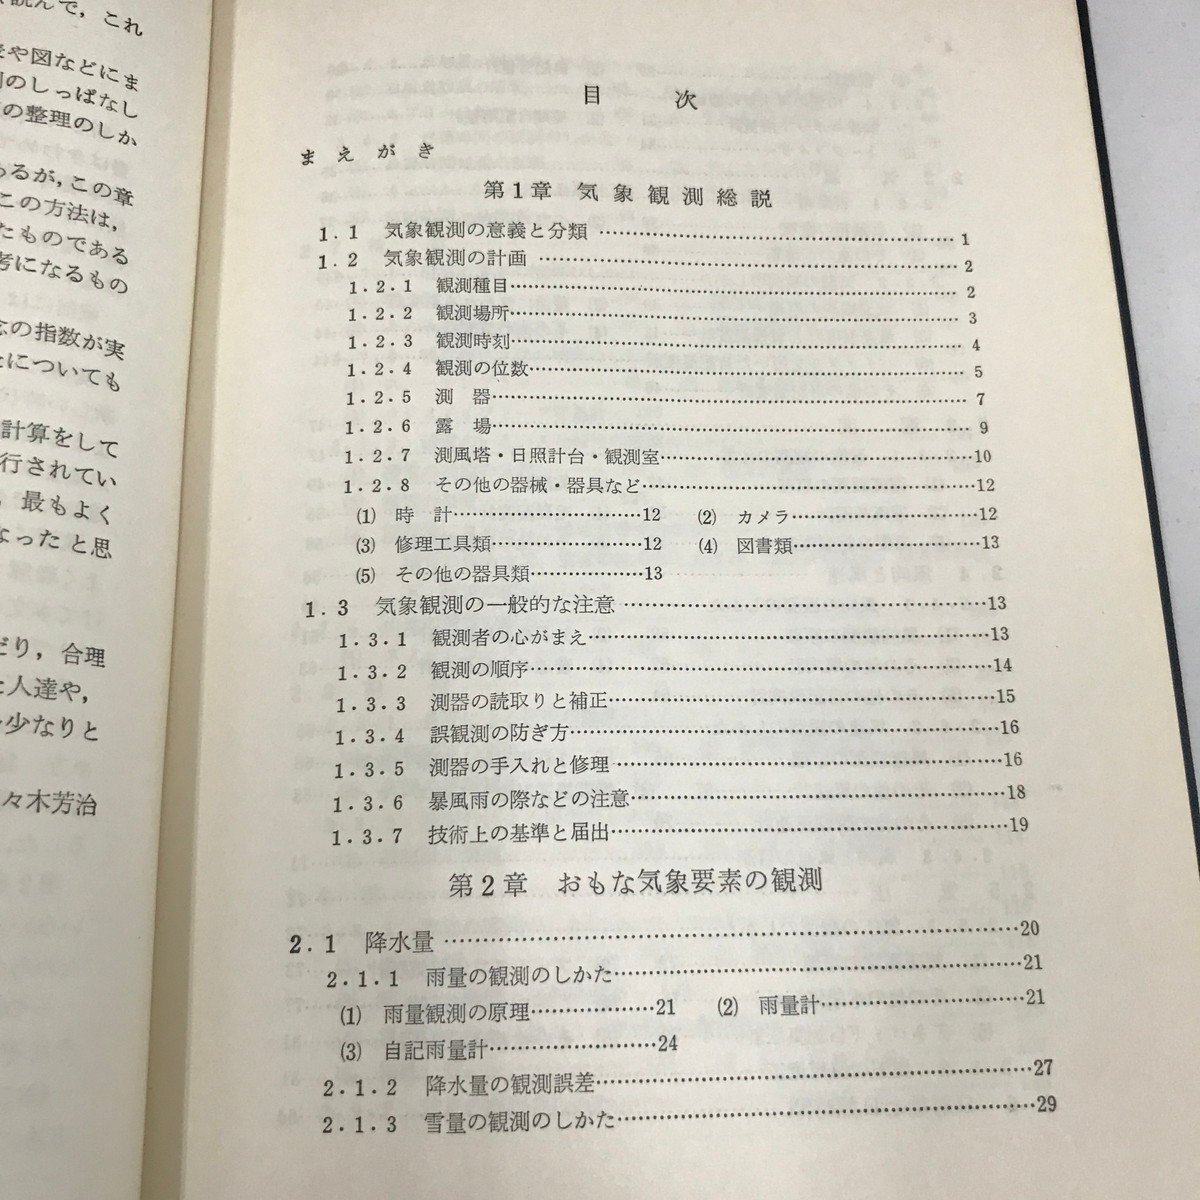 読んで，これ
や図などにま
のしっぱなし
の整理のしか
あるが，この章
この方法は，
たものである
考になるもの
念の指数が実
についても
計算をして
行されてい
最もよく
なったと思
だり，合理
た人達や，
少なりと
々木芳治
目　次
まえがき
第1章　気象観測総説
1.1　気象観測の意義と分類 …… 1
1.2　気象観測の計画 …… 2
1.2.1　観測種目…… 2
1.2.2　観測場所…… 3
1.2.3　観測時刻…… 4
1.2.4　観測の位数…… 5
1.2.5　測　器…… 7
1.2.6　露　場…… 9
1.2.7　測風塔・日照計台・観測室……10
1.2.8　その他の器械・器具など……12
(1)　時　計……12　(2)　カメラ……12
(3)　修理工具類……12　(4)　図書類……13
(5)　その他の器具類……13
1.3　気象観測の一般的な注意 ……13
1.3.1　観測者の心がまえ……13
1.3.2　観測の順序……14
1.3.3　測器の読取りと補正……15
1.3.4　誤観測の防ぎ方……16
1.3.5　測器の手入れと修理……16
1.3.6　暴風雨の際などの注意……18
1.3.7　技術上の基準と届出……19
第2章　おもな気象要素の観測
2.1　降水量 ……20
2.1.1　雨量の観測のしかた……21
(1)　雨量観測の原理……21　(2)　雨量計……21
(3)　自記雨量計……24
2.1.2　降水量の観測誤差……27
2.1.3　雪量の観測のしかた……29